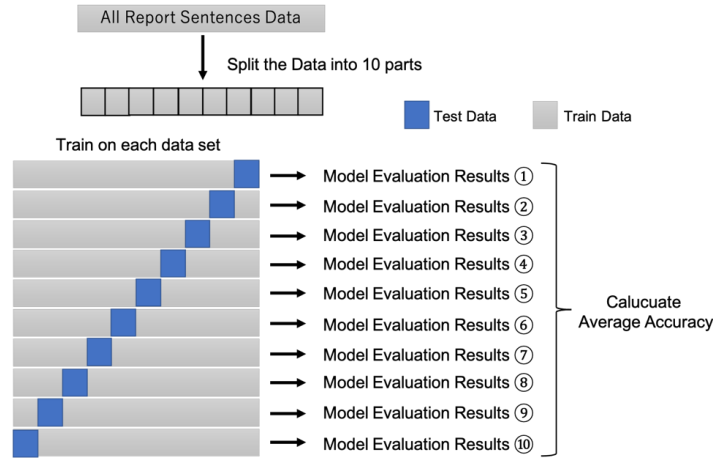 All Report Sentences Data
Split the Data into 10 parts
Test Data
Train Data
Train on each data set
Model Evaluation Results ①
Model Evaluation Results ②
Model Evaluation Results ③
Model Evaluation Results ④
Model Evaluation Results ⑤
Model Evaluation Results ⑥
Model Evaluation Results ⑦
Model Evaluation Results ⑧
Model Evaluation Results ⑨
Model Evaluation Results ⑩
Calucuate
Average Accuracy